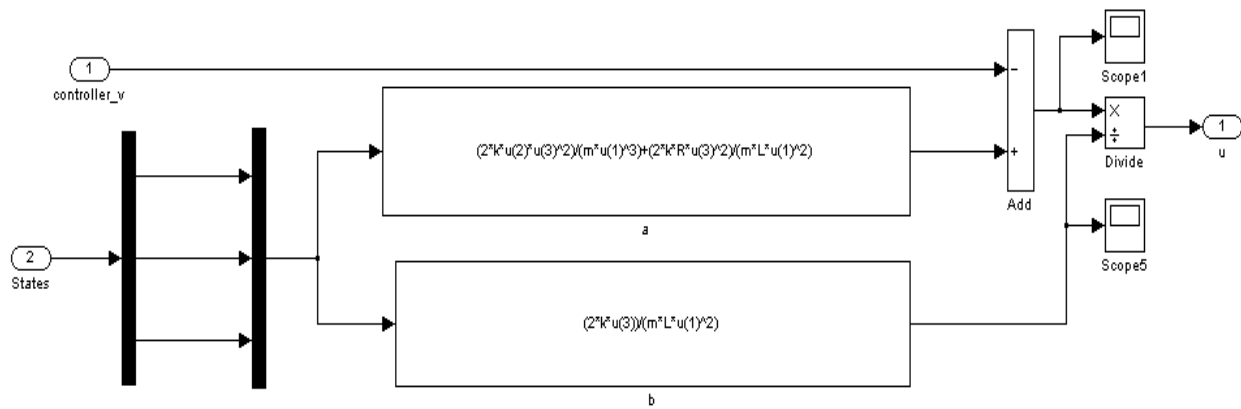 1
controller_v
(2*k*u(2)*u(3)^2)/(m*u(1)^3)+(2*k*R*u(3)^2)/(m*L*u(1)^2)
a
−
+
Add
Scope1
X
÷
Divide
1
u
2
States
(2*k*u(3))/(m*L*u(1)^2)
b
Scope5